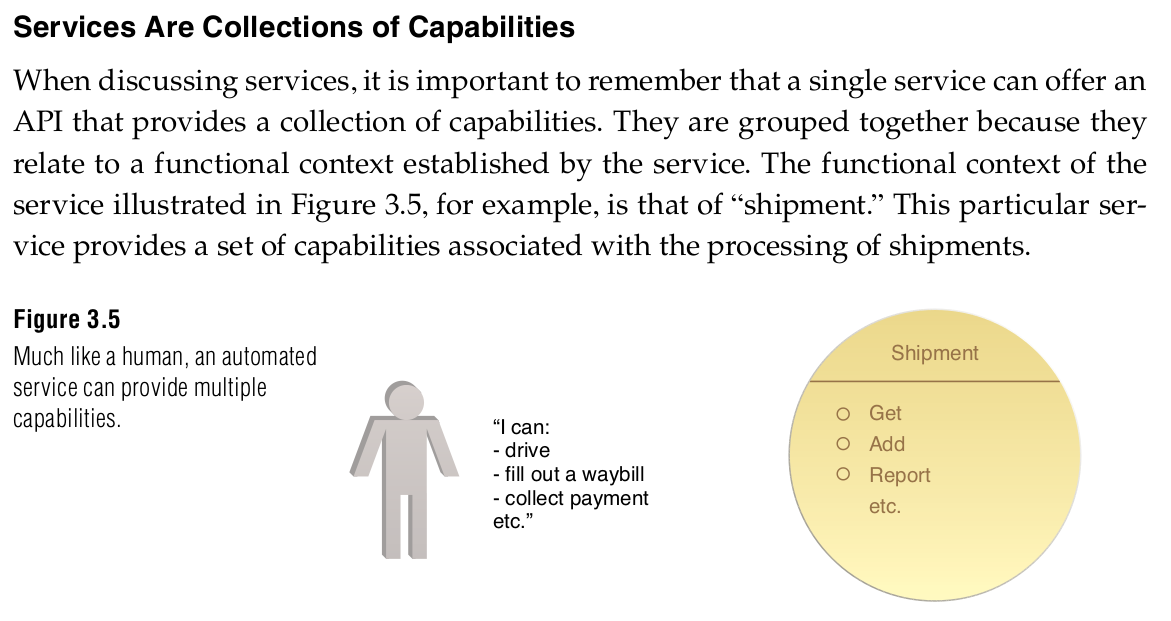 Services Are Collections of Capabilities
When discussing services, it is important to remember that a single service can offer an
API that provides a collection of capabilities. They are grouped together because they
relate to a functional context established by the service. The functional context of the
service illustrated in Figure 3.5, for example, is that of “shipment.” This particular ser-
vice provides a set of capabilities associated with the processing of shipments.
Figure 3.5
Much like a human, an automated
service can provide multiple
capabilities.
“I can:
- drive
- fill out a waybill
- collect payment
etc.”
Shipment
Get
Add
Report
etc.